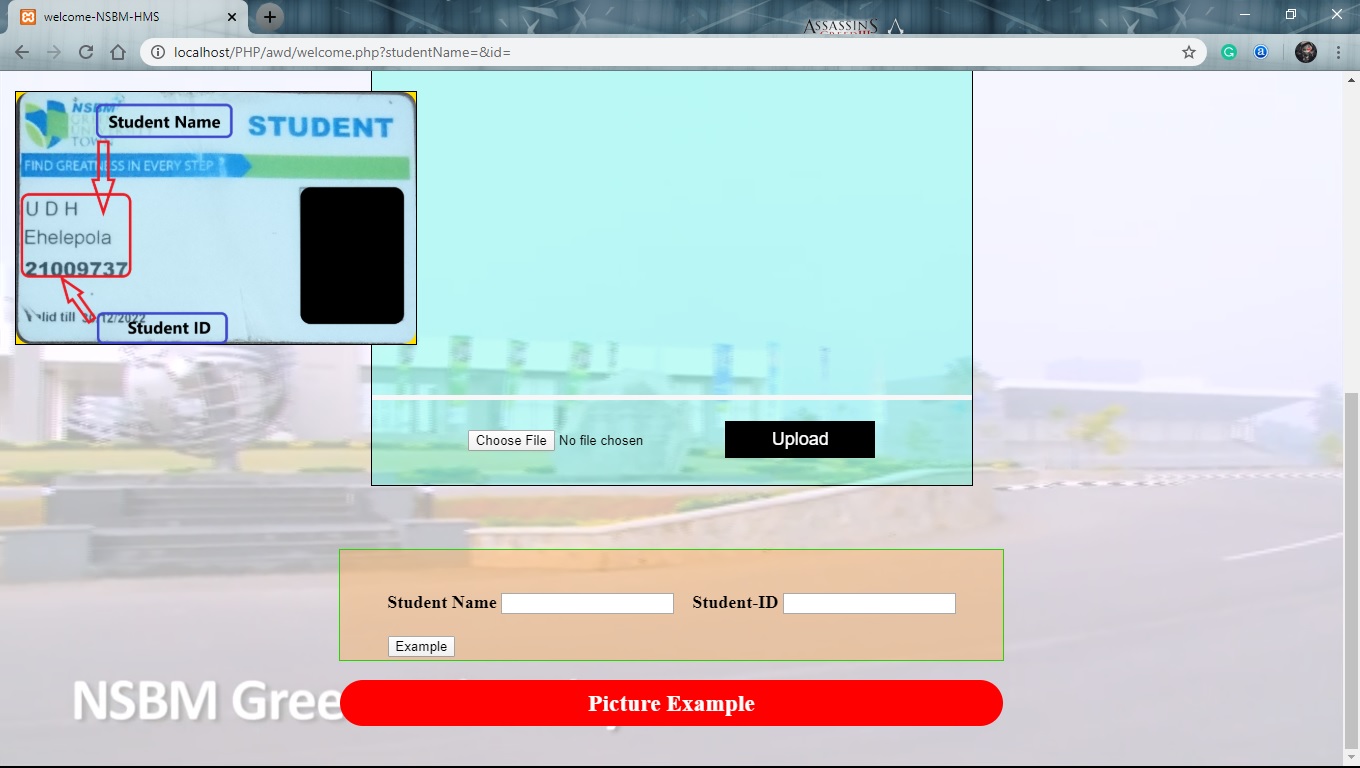 welcome-NSBM-HMS
ASSASSINS
localhost/PHP/awd/welcome.php?studentName=&id=
NSBM
Student Name
STUDENT
TOWN
FIND GREATNESS IN EVERY STEP
U D H
Ehelepola
21009737
Valid till 12/2022
Student ID
Choose File No file chosen
Upload
Student Name
Student-ID
Example
NSBM Gree
Picture Example